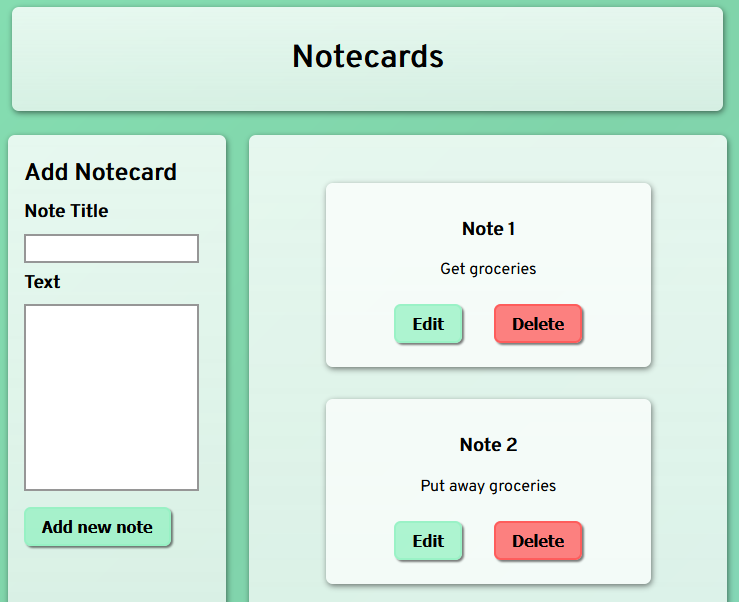 Notecards
Add Notecard
Note Title
Text
Add new note
Note 1
Get groceries
Edit Delete
Note 2
Put away groceries
Edit Delete